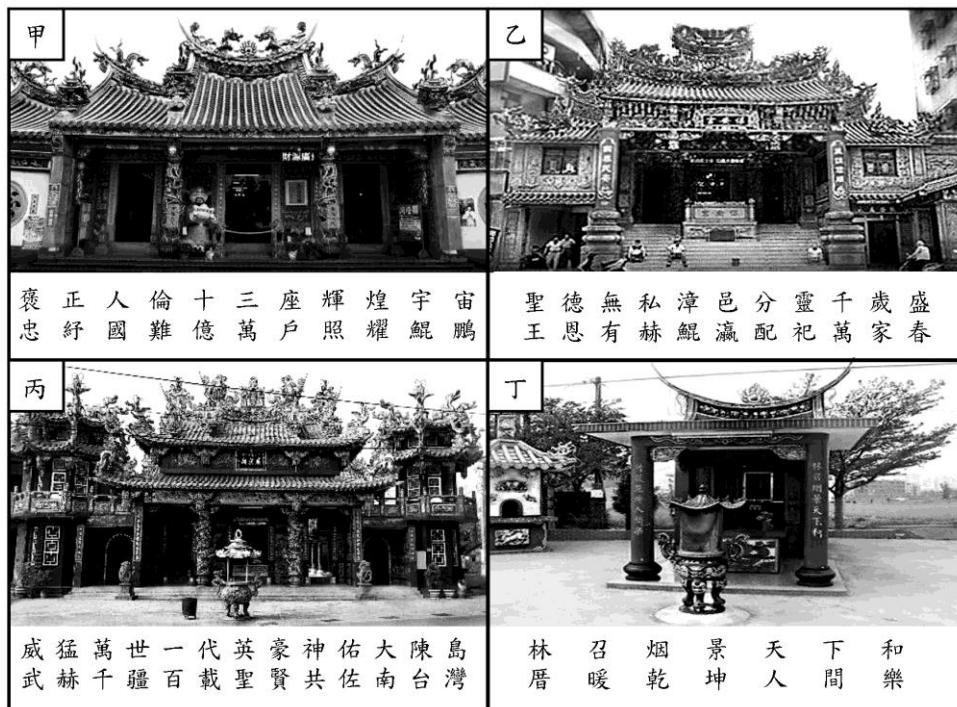 甲
褒正人倫十三座輝煌宇宙
忠紓國難億萬戶照耀鯤鵬
乙
聖德無私漳邑分靈千歲盛
王恩有赫鯤瀛配祀萬家春
丙
威猛萬世一代英豪神佑大陳島
武赫千疆百載聖賢共佐南台灣
丁
林召烟景天下和
厝暖乾坤人間樂